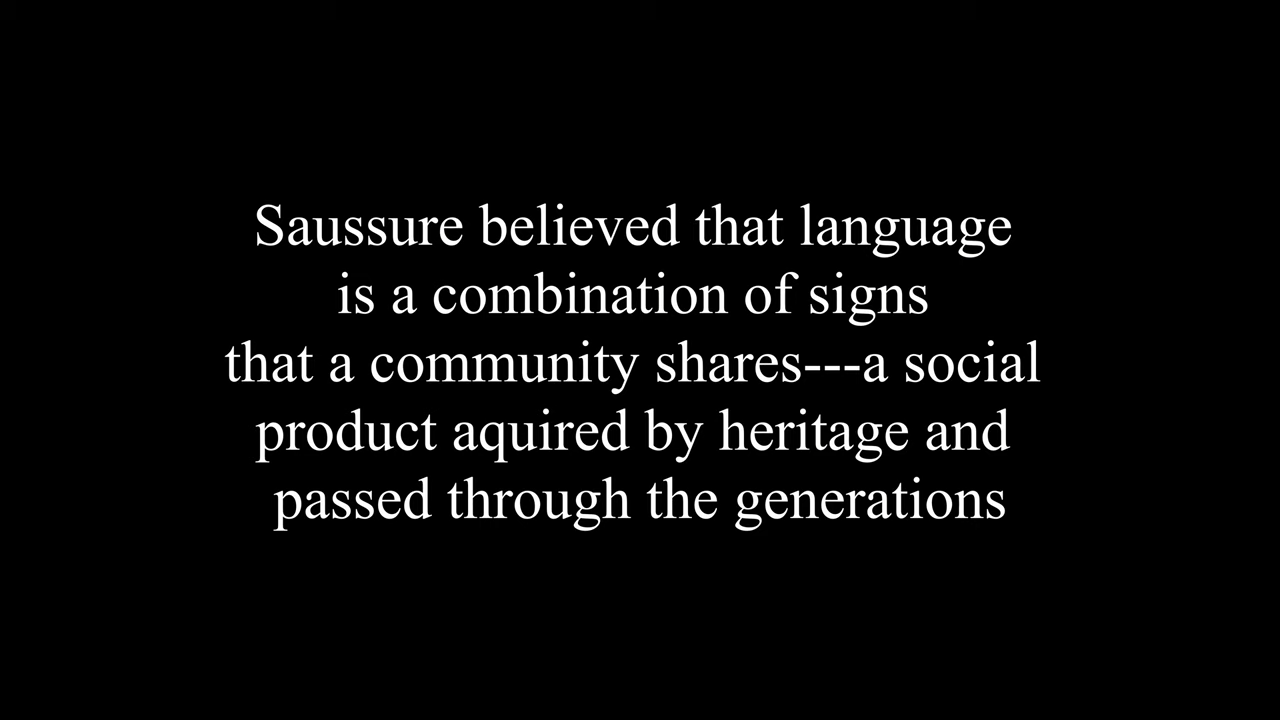 Saussure believed that language
is a combination of signs
that a community shares---a social
product aquired by heritage and
passed through the generations